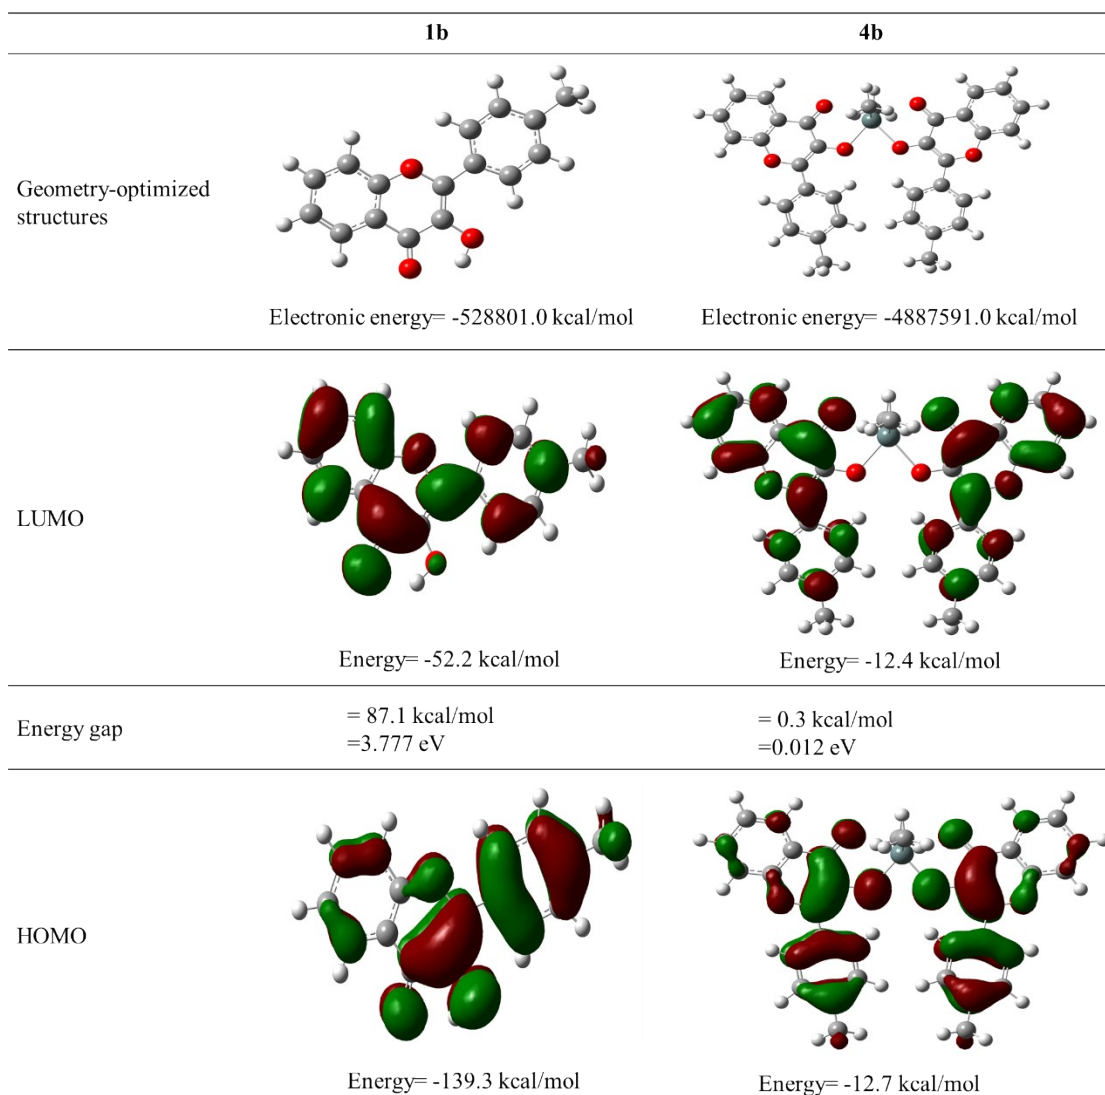 1b 4b
Geometry-optimized
structures
Electronic energy= -528801.0 kcal/mol Electronic energy= -4887591.0 kcal/mol
LUMO
Energy= -52.2 kcal/mol Energy= -12.4 kcal/mol
Energy gap
= 87.1 kcal/mol = 0.3 kcal/mol
=3.777 eV =0.012 eV
HOMO
Energy= -139.3 kcal/mol Energy= -12.7 kcal/mol